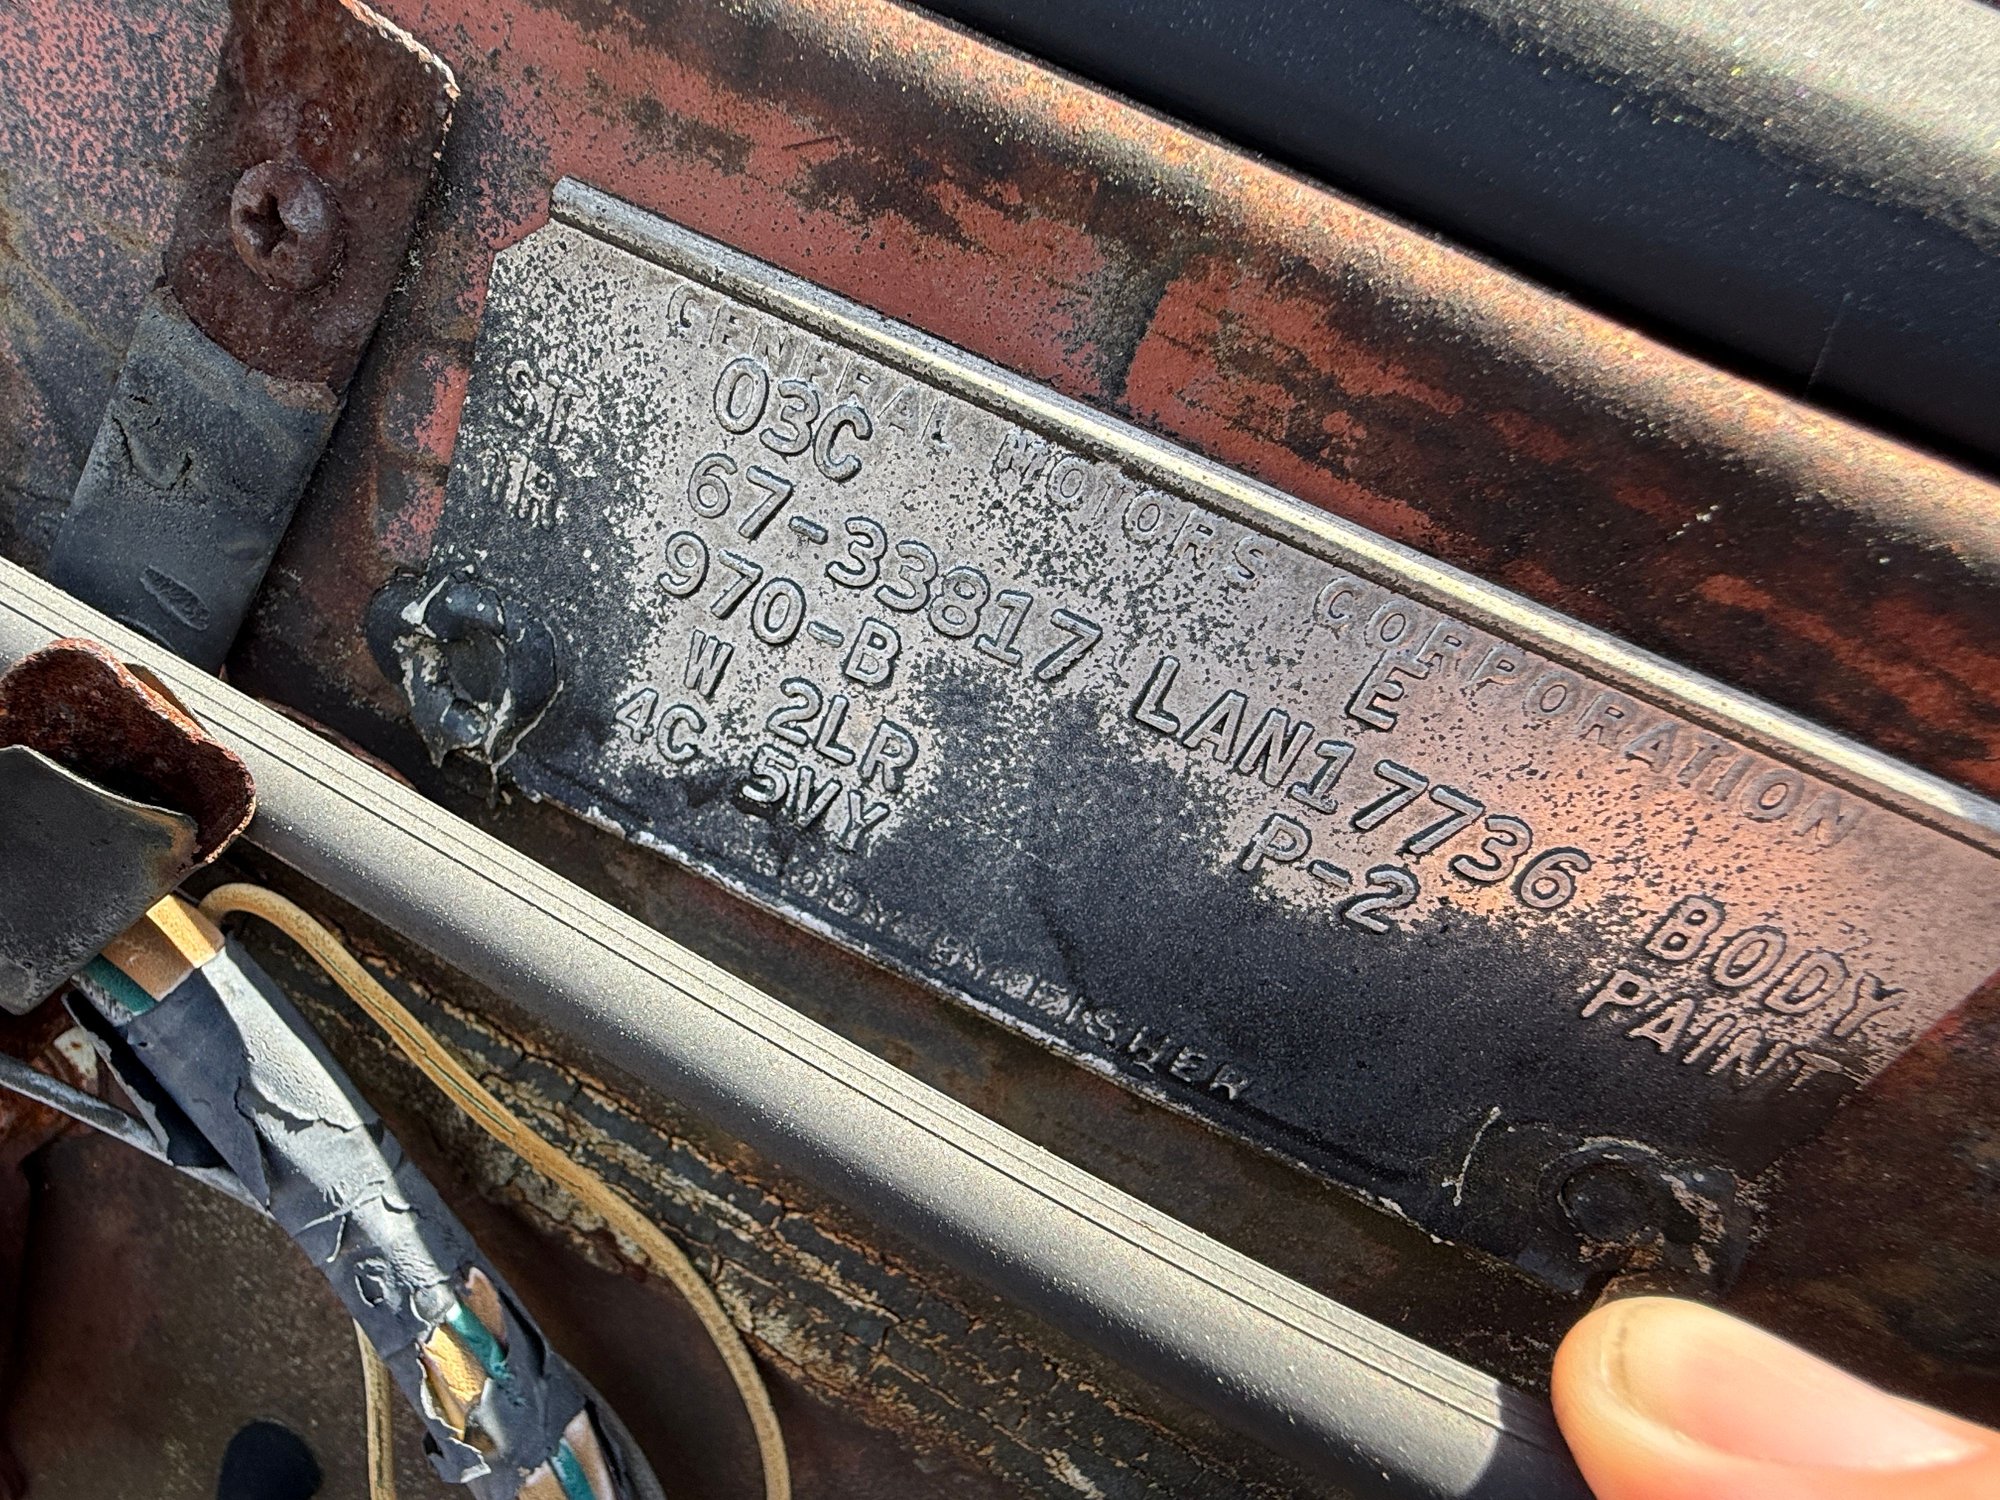 GENERAL MOTORS CORPORATION
03C E
ST 67-33817 LAN17736 BODY
TR 970-B P-2 PAINT
W 2LR
4C 5VY
BODY BY FISHER